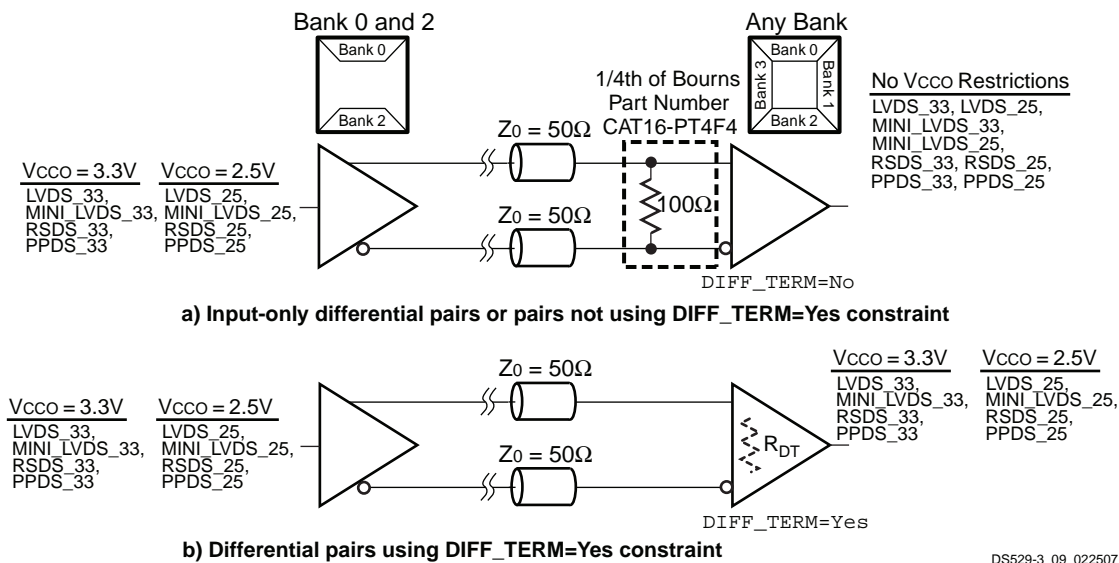 Bank 0 and 2
Bank 0
Bank 2
Any Bank
Bank 0
Bank 3
Bank 1
Bank 2
1/4th of Bourns
Part Number
CAT16-PT4F4
No VCCO Restrictions
LVDS_33, LVDS_25,
MINI_LVDS_33,
MINI_LVDS_25,
RSDS_33, RSDS_25,
PPDS_33, PPDS_25
VCCO = 3.3V
LVDS_33,
MINI_LVDS_33,
RSDS_33,
PPDS_33
VCCO = 2.5V
LVDS_25,
MINI_LVDS_25,
RSDS_25,
PPDS_25
Z0 = 50Ω
Z0 = 50Ω
100Ω
DIFF_TERM=No
a) Input-only differential pairs or pairs not using DIFF_TERM=Yes constraint
VCCO = 3.3V
LVDS_33,
MINI_LVDS_33,
RSDS_33,
PPDS_33
VCCO = 2.5V
LVDS_25,
MINI_LVDS_25,
RSDS_25,
PPDS_25
Z0 = 50Ω
Z0 = 50Ω
RDT
DIFF_TERM=Yes
VCCO = 3.3V
LVDS_33,
MINI_LVDS_33,
RSDS_33,
PPDS_33
VCCO = 2.5V
LVDS_25,
MINI_LVDS_25,
RSDS_25,
PPDS_25
b) Differential pairs using DIFF_TERM=Yes constraint
DS529-3_09_022507